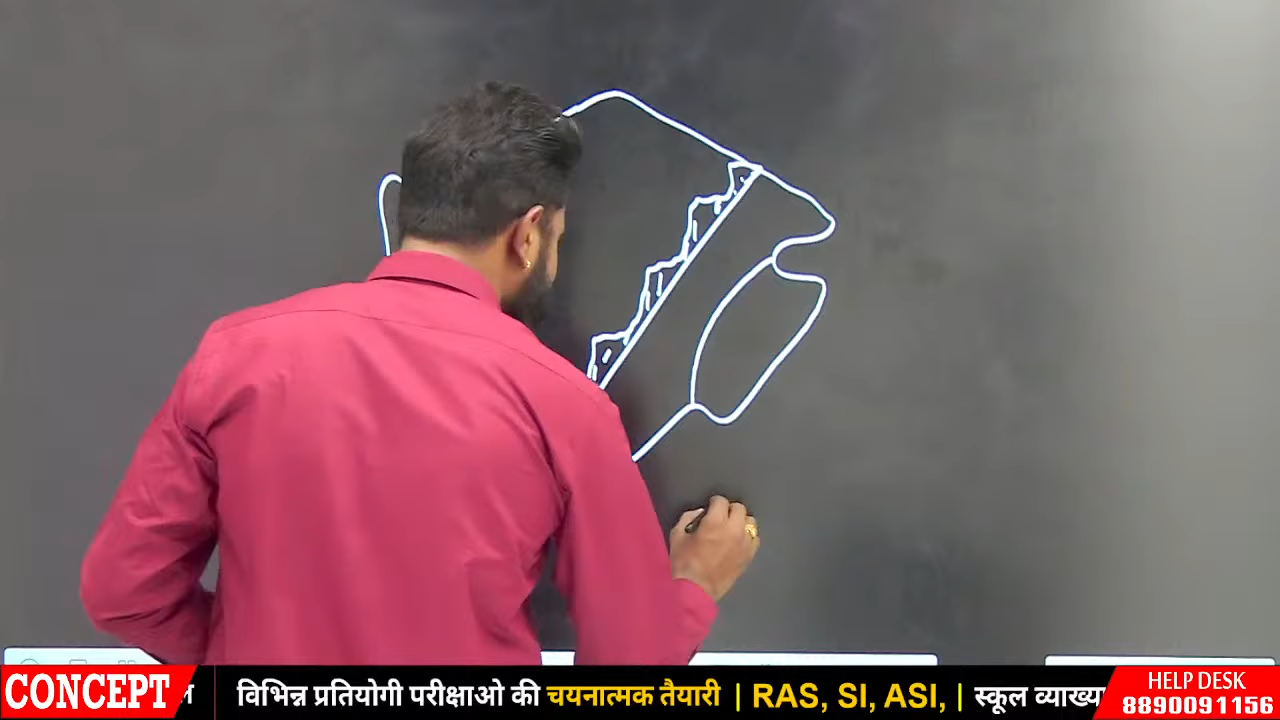 CONCEPT
विभिन्न प्रतियोगी परीक्षाओ की चयनात्मक तैयारी | RAS, SI, ASI, | स्कूल व्याख्या
HELP DESK
8890091156